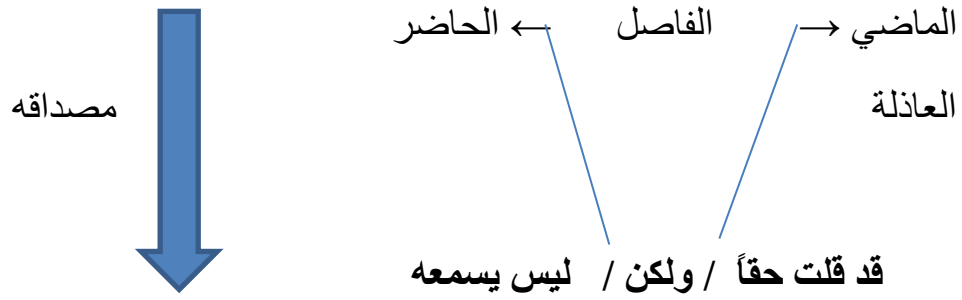 الماضي → الفاصل ← الحاضر
العاذلة مصداقه
قد قلت حقاً / ولكن / ليس يسمعه